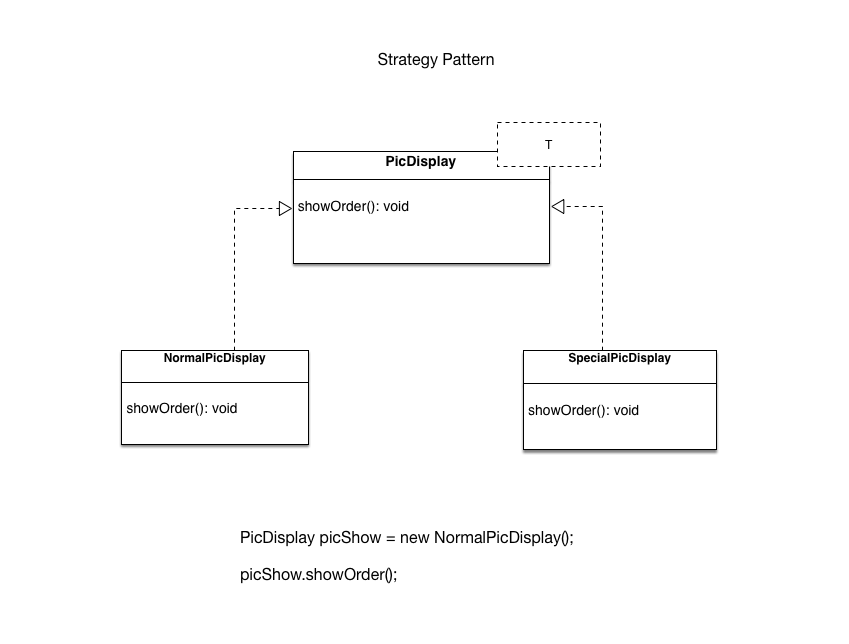 Strategy Pattern
T
PicDisplay
showOrder(): void
NormalPicDisplay
showOrder(): void
SpecialPicDisplay
showOrder(): void
PicDisplay picShow = new NormalPicDisplay();
picShow.showOrder();